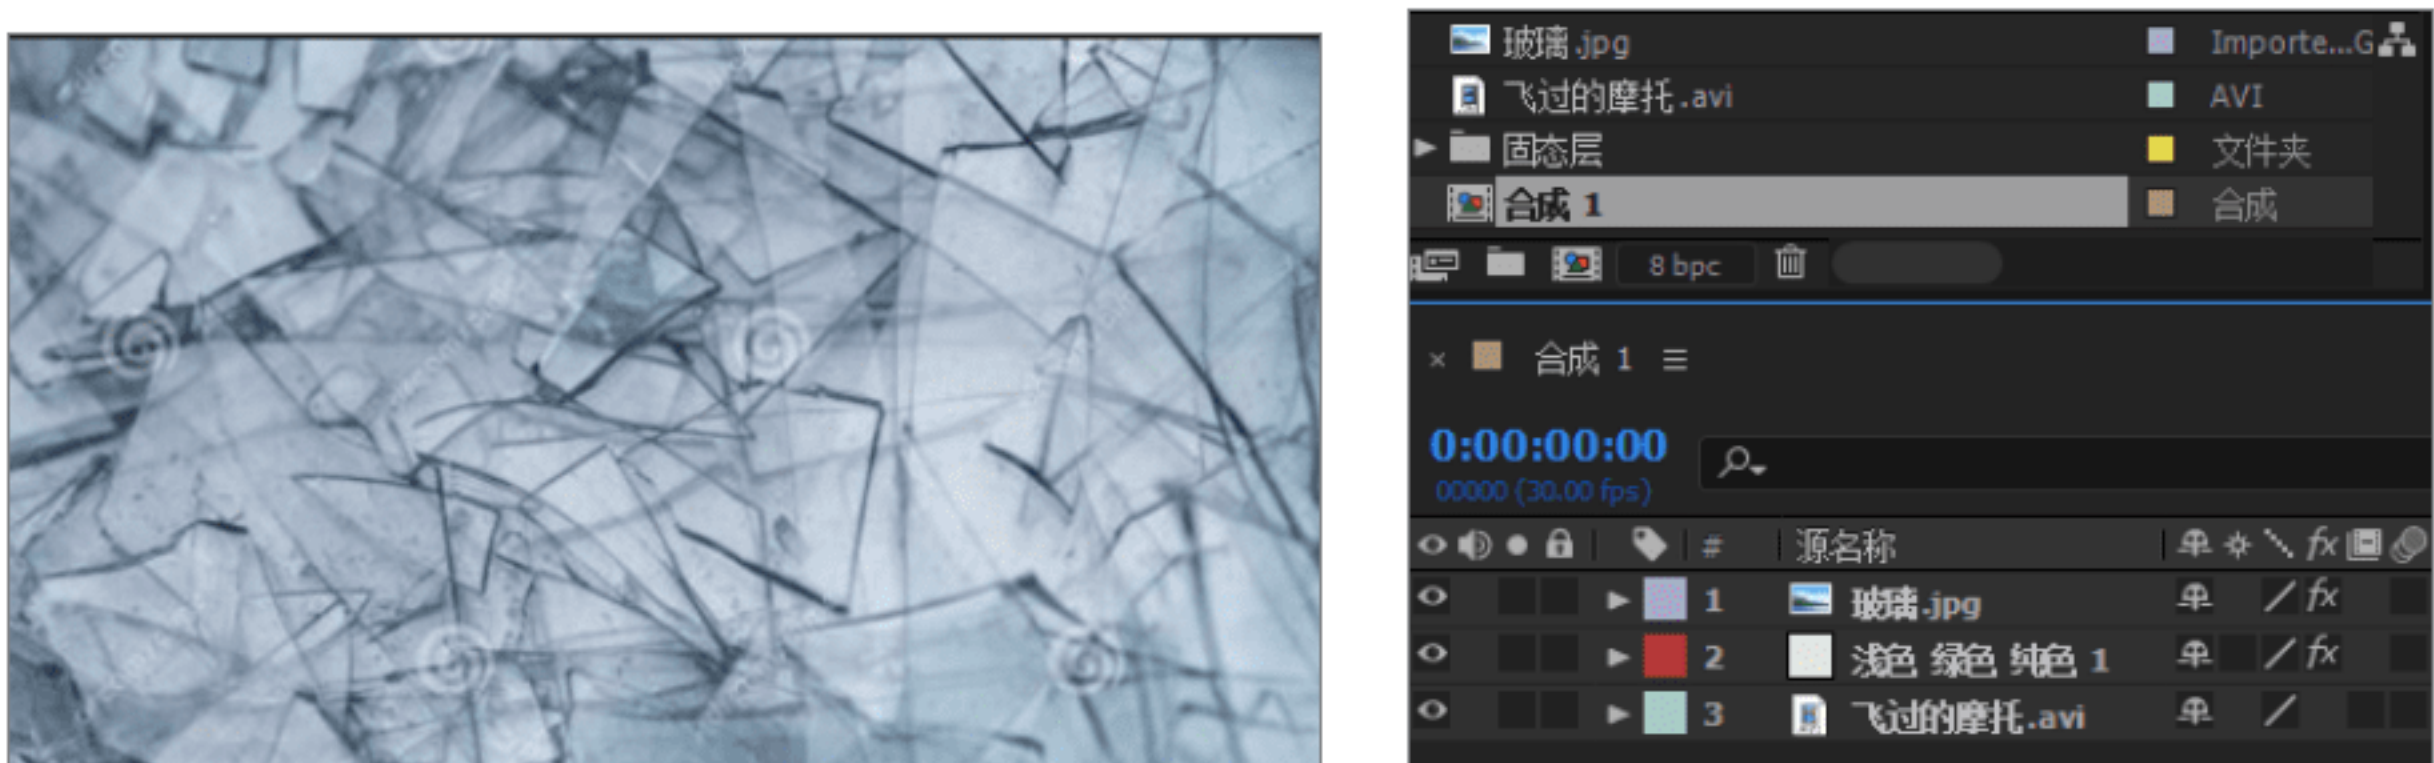 玻璃.jpg Importe...G
飞过的摩托.avi AVI
固态层 文件夹
合成 1 合成
8 bpc
× 合成 1
0:00:00:00
00000 (30.00 fps)
# 源名称 fx
1 玻璃.jpg fx
2 浅色 绿色 纯色 1 fx
3 飞过的摩托.avi